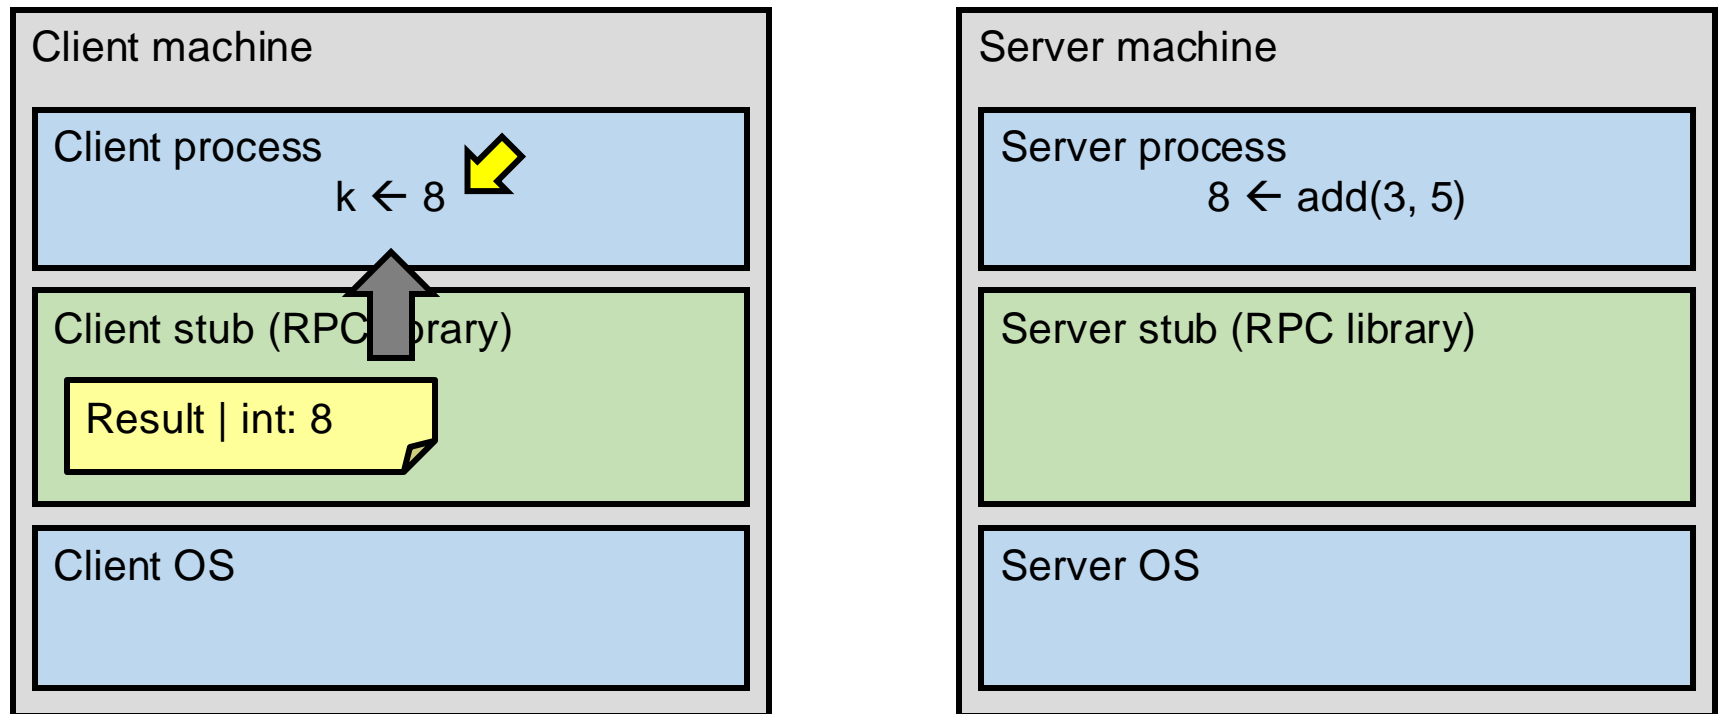 Client machine
Client process
k ← 8
Client stub (RPC brary)
Result | int: 8
Client OS
Server machine
Server process
8 ← add(3, 5)
Server stub (RPC library)
Server OS